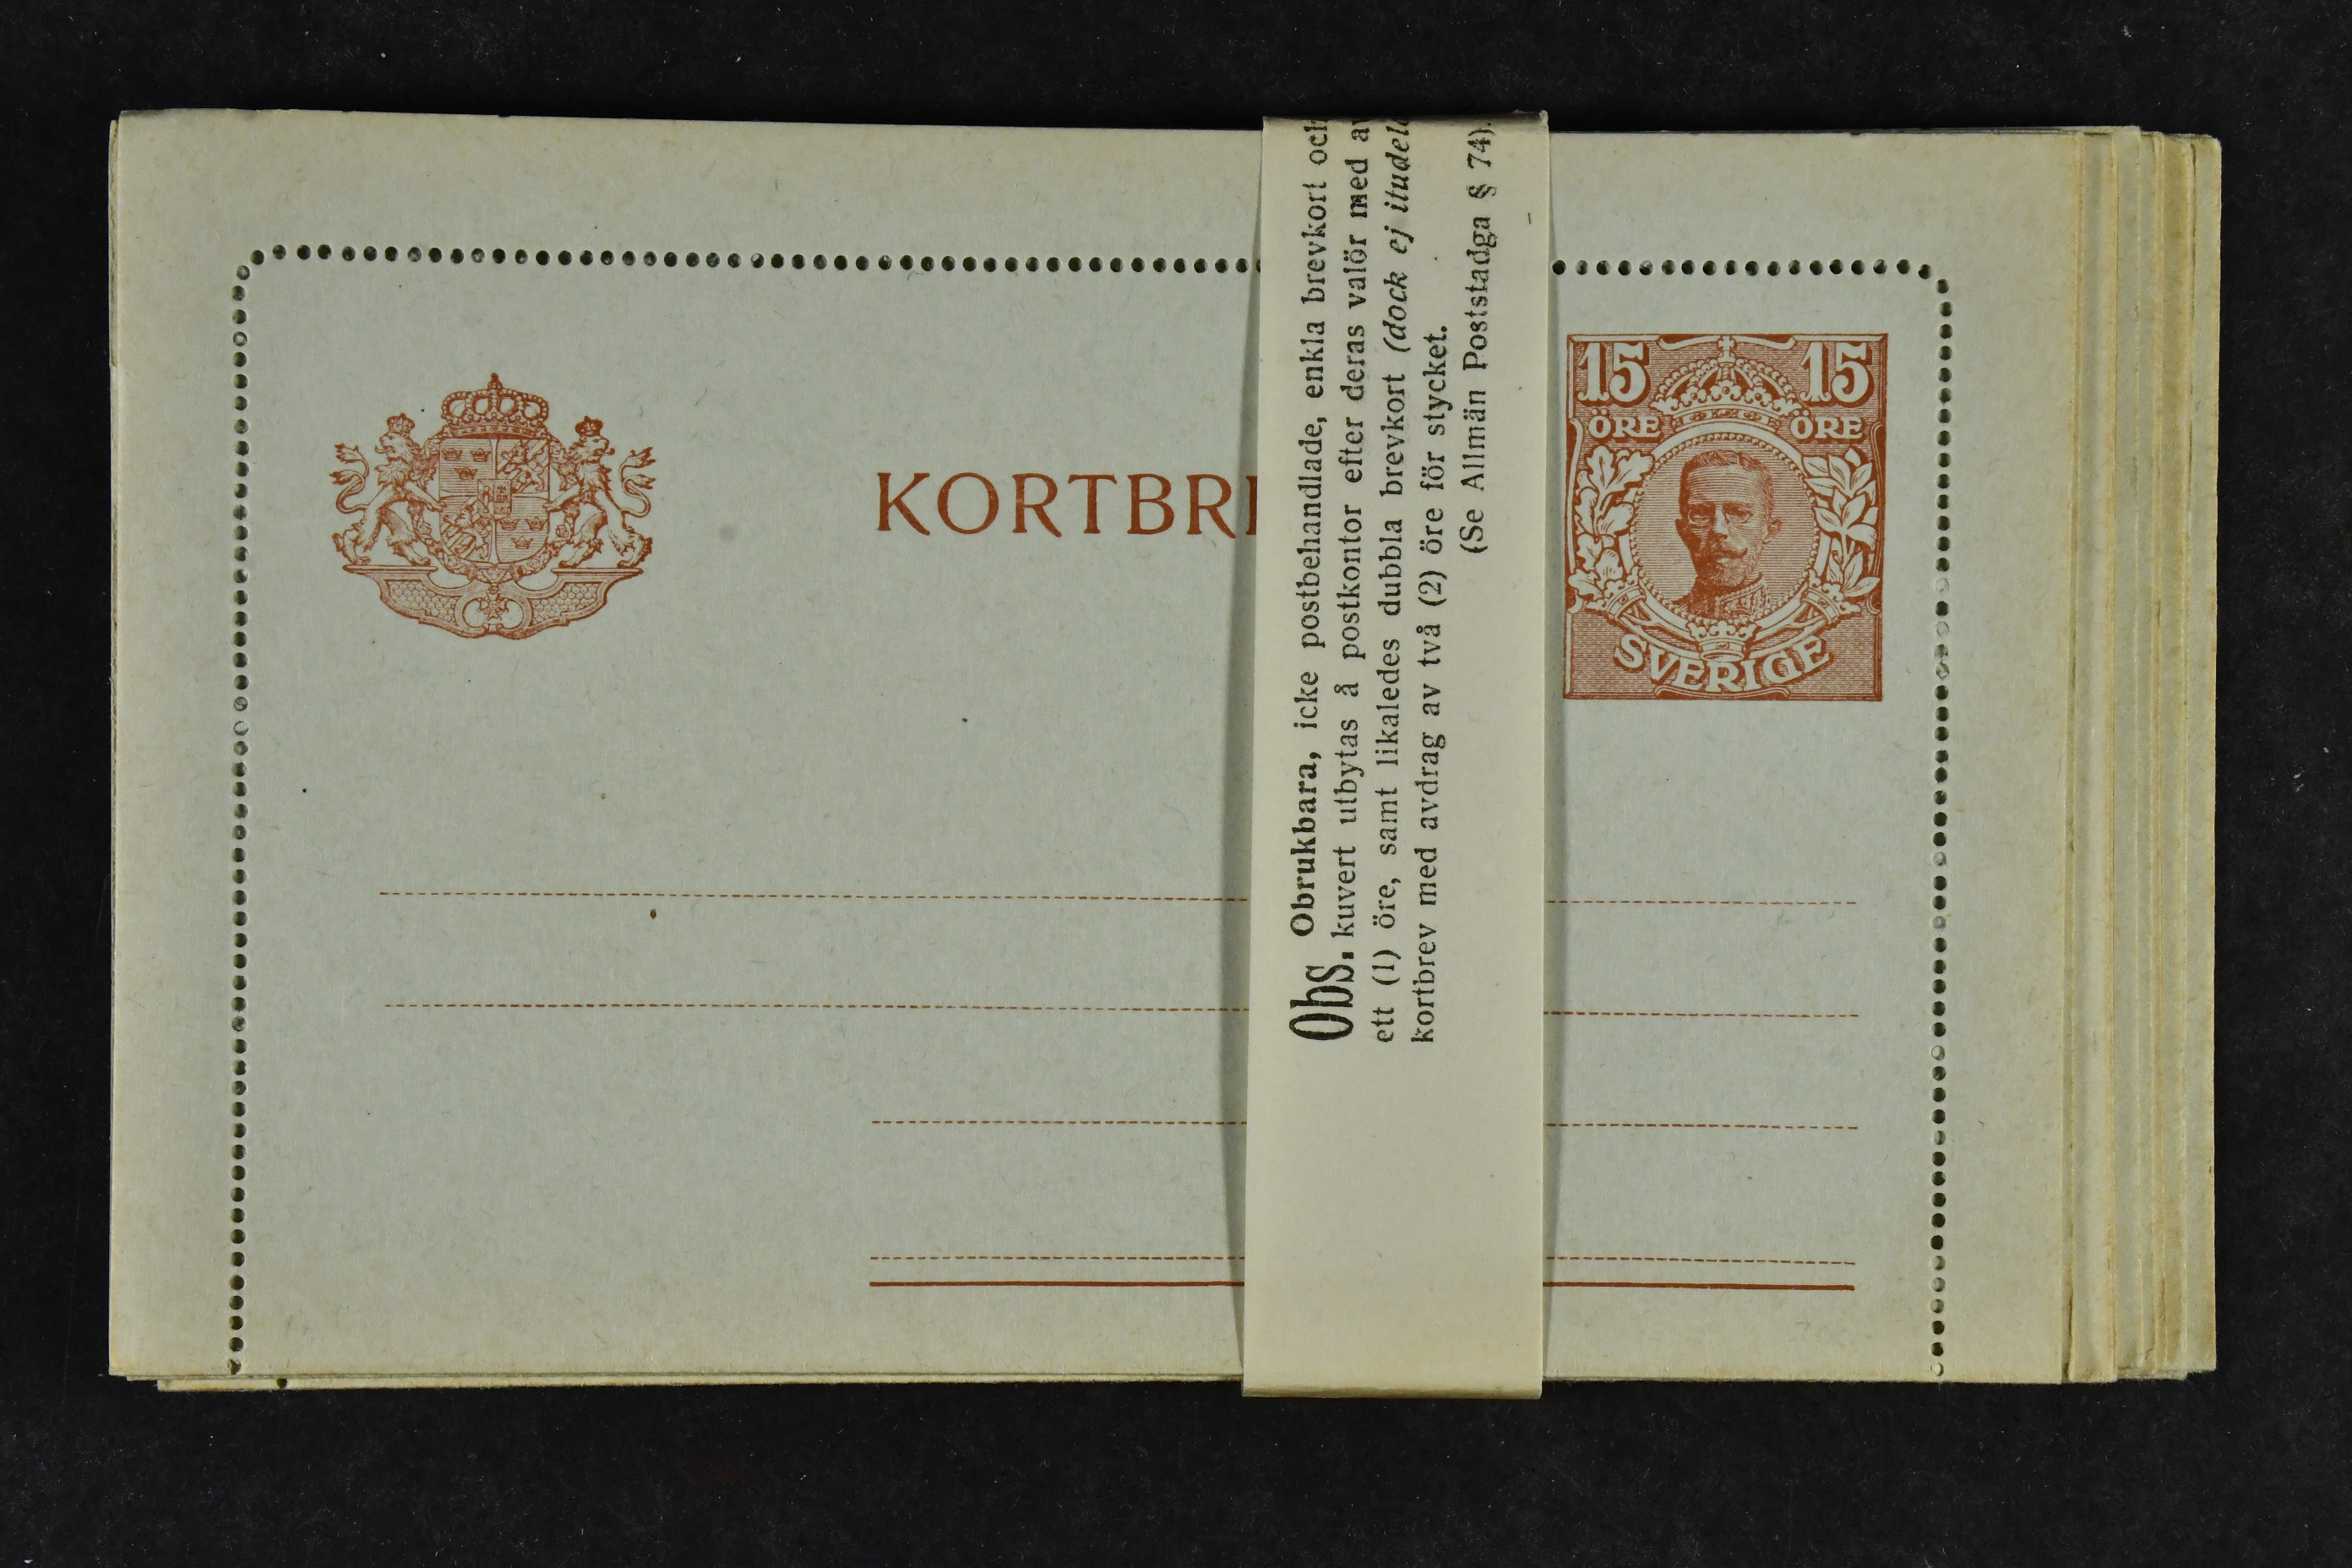 KORTBR
15 15
ÖRE ÖRE
SVERIGE
Obs. Obrukbara, icke postbehandlade, enkla brevkort och
kuvert utbytas å postkontor efter deras valör med
ett (1) öre, samt likaledes dubbla brevkort (dock ej
kortbrev med avdrag av två (2) öre för stycket.
(Se Allmän Poststadga § 74).